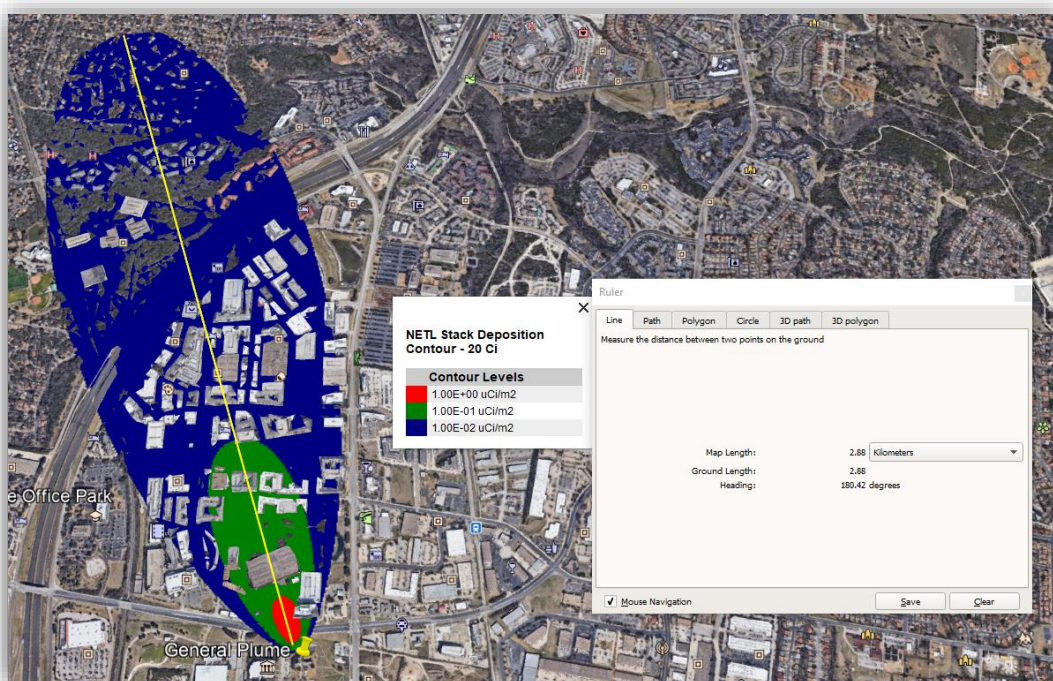 NETL Stack Deposition
Contour - 20 Ci
Contour Levels
1.00E+00 uCi/m2
1.00E-01 uCi/m2
1.00E-02 uCi/m2
Ruler
Line Path Polygon Circle 3D path 3D polygon
Measure the distance between two points on the ground
Map Length: 2.88 Kilometers
Ground Length: 2.88
Heading: 180.42 degrees
Mouse Navigation Save Clear
e Office Park
General Plume